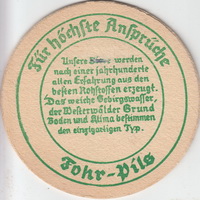 Für höchste Ansprüche
Unsere Biere werden
nach einer jahrhunderte
alten Erfahrung aus den
besten Rohstoffen erzeugt.
Das weiche Gebirgswasser,
der Westerwälder Grund
Boden und Klima bestimmen
den einzigartigen Typ.
Fohr-Pils